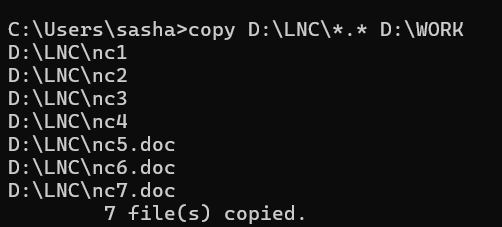 C:\Users\sasha>copy D:\LNC\*.* D:\WORK
D:\LNC\nc1
D:\LNC\nc2
D:\LNC\nc3
D:\LNC\nc4
D:\LNC\nc5.doc
D:\LNC\nc6.doc
D:\LNC\nc7.doc
        7 file(s) copied.